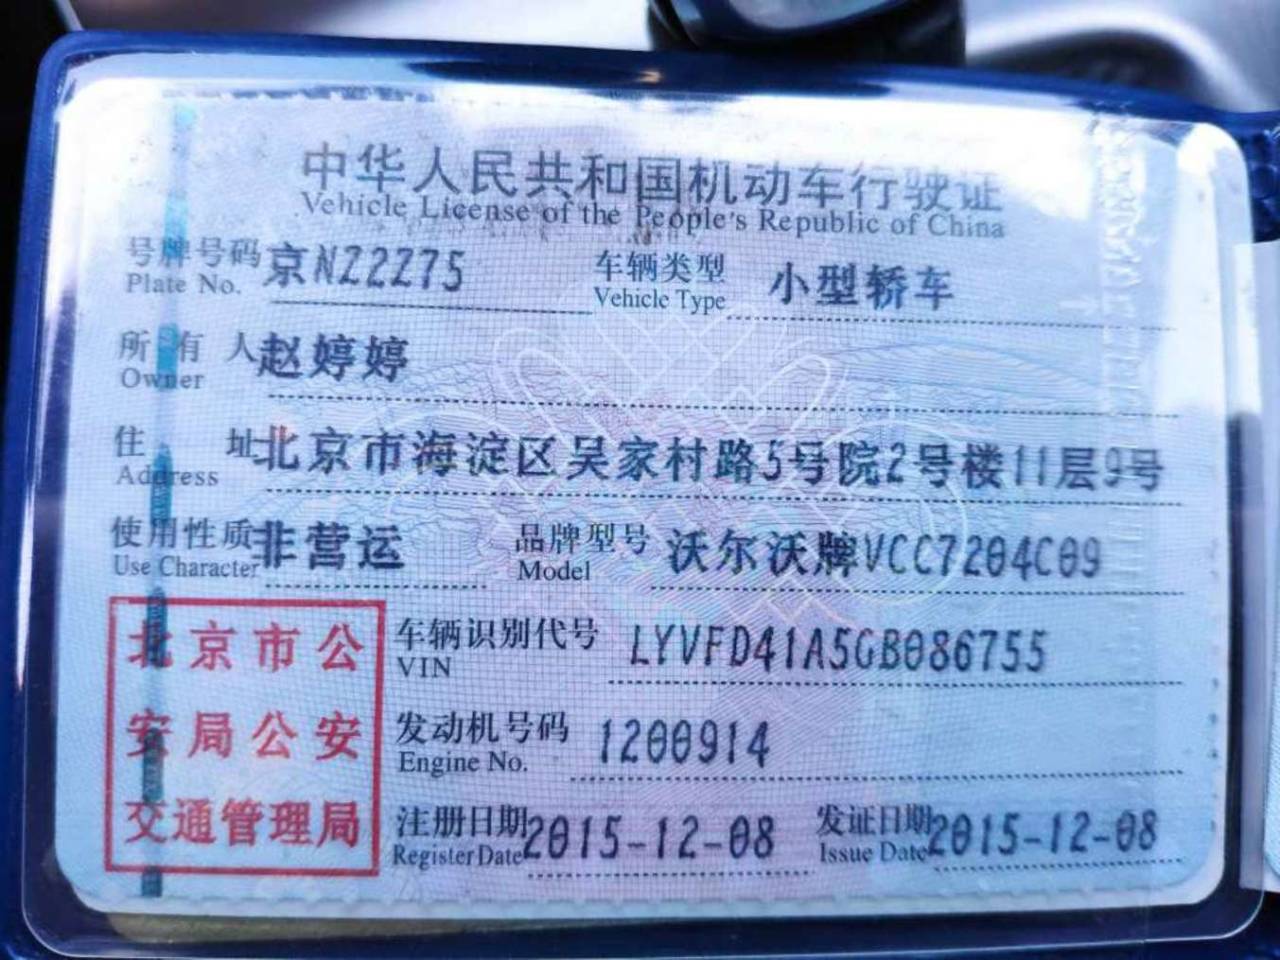 中华人民共和国机动车行驶证
Vehicle License of the People's Republic of China
号牌号码 京NZ2Z75 车辆类型 小型轿车
Plate No. Vehicle Type
所有人 赵婷婷
Owner
住址 北京市海淀区吴家村路5号院2号楼11层9号
Address
使用性质 非营运 品牌型号 沃尔沃牌VCC7204C09
Use Character Model
北京市公
安局公安
交通管理局
车辆识别代号 LYVFD41A5GB086755
VIN
发动机号码 1200914
Engine No.
注册日期 2015-12-08 发证日期 2015-12-08
Register Date Issue Date